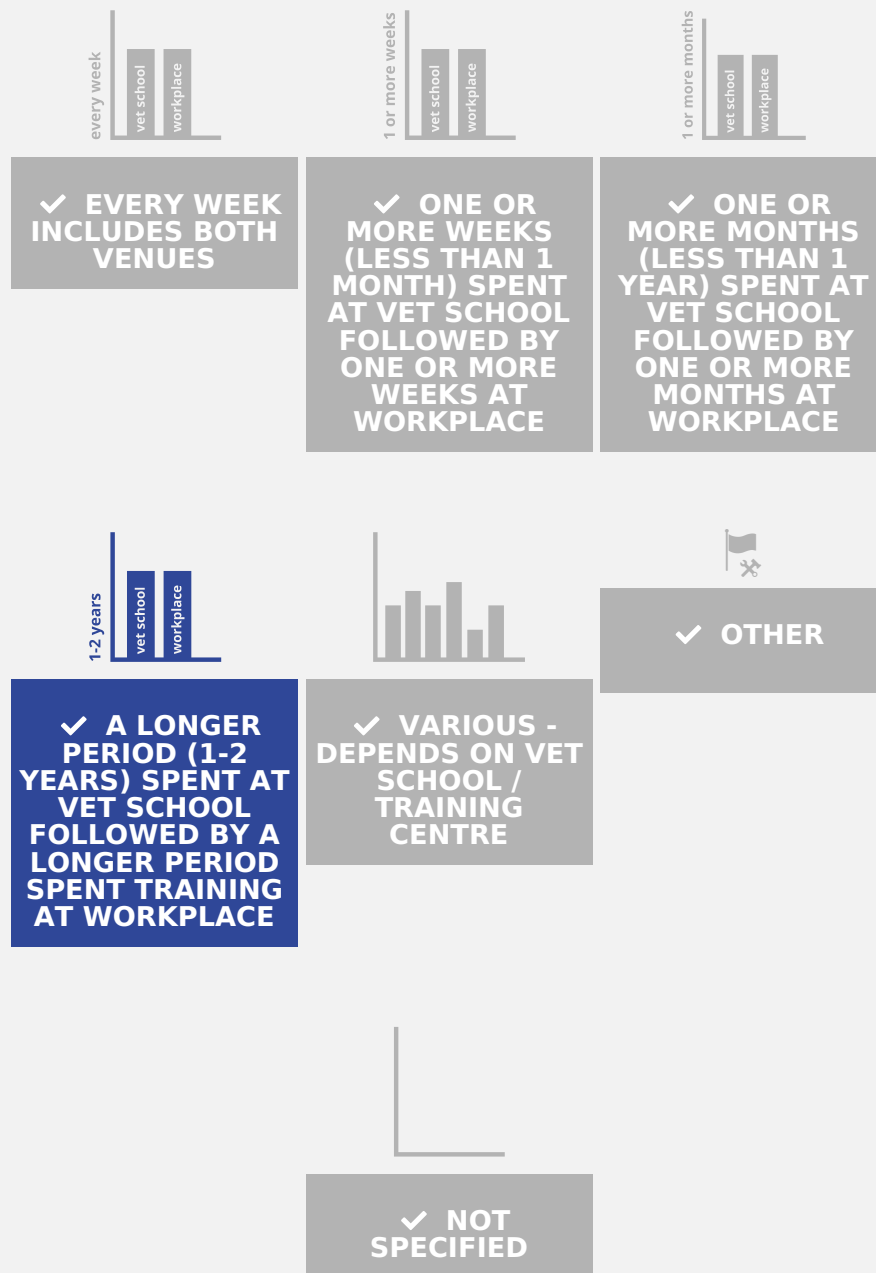 every week
vet school
workplace
✔ EVERY WEEK
INCLUDES BOTH
VENUES
1 or more weeks
vet school
workplace
✔ ONE OR
MORE WEEKS
(LESS THAN 1
MONTH) SPENT
AT VET SCHOOL
FOLLOWED BY
ONE OR MORE
WEEKS AT
WORKPLACE
1 or more months
vet school
workplace
✔ ONE OR
MORE MONTHS
(LESS THAN 1
YEAR) SPENT AT
VET SCHOOL
FOLLOWED BY
ONE OR MORE
MONTHS AT
WORKPLACE
1-2 years
vet school
workplace
✔ A LONGER
PERIOD (1-2
YEARS) SPENT AT
VET SCHOOL
FOLLOWED BY A
LONGER PERIOD
SPENT TRAINING
AT WORKPLACE
✔ VARIOUS -
DEPENDS ON VET
SCHOOL /
TRAINING
CENTRE
✔ OTHER
✔ NOT
SPECIFIED